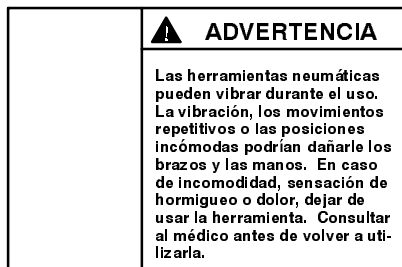 ADVERTENCIA
Las herramientas neumáticas
pueden vibrar durante el uso.
La vibración, los movimientos
repetitivos o las posiciones
incómodas podrían dañarle los
brazos y las manos.  En caso
de incomodidad, sensación de
hormigueo o dolor, dejar de
usar la herramienta.  Consultar
al médico antes de volver a uti-
lizarla.